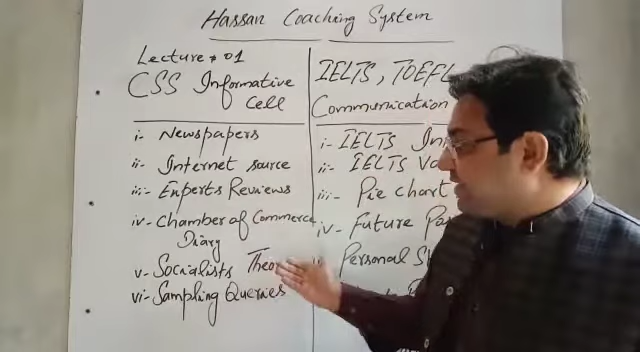 Hassan Coaching System
Lecture # 01
CSS Informative
Cell
i- Newspapers
ii- Internet source
iii- Experts Reviews
iv- Chamber of Commerce
Diary
v- Socialists
vi- Sampling Queries
IELTS, TOEFL
Communication
i- IELTS
ii- IELTS
iii- Pie Chart
iv- Future
Personal